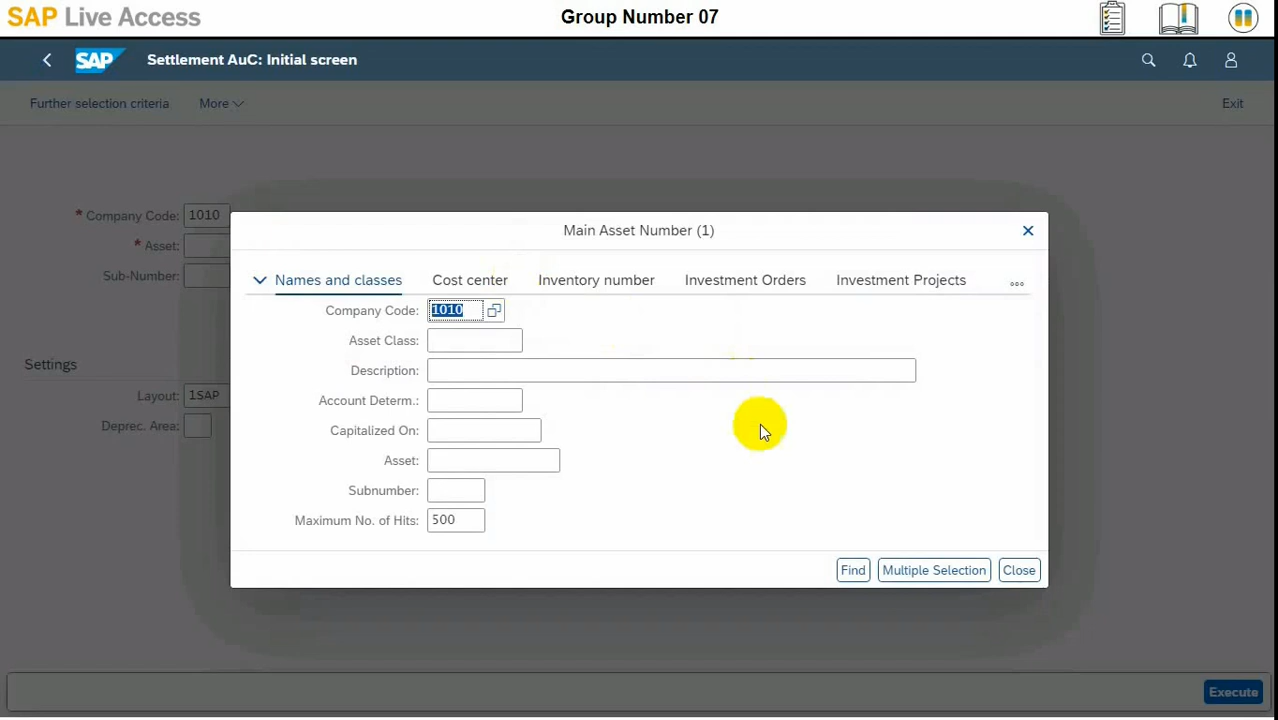 SAP Live Access
Group Number 07
SAP
Settlement AuC: Initial screen
Further selection criteria
More
Exit
* Company Code: 1010
* Asset:
Sub-Number:
Settings
Layout: 1SAP
Deprec. Area:
Main Asset Number (1)
Names and classes
Cost center
Inventory number
Investment Orders
Investment Projects
Company Code: 1010
Asset Class:
Description:
Account Determ.:
Capitalized On:
Asset:
Subnumber:
Maximum No. of Hits: 500
Find
Multiple Selection
Close
Execute